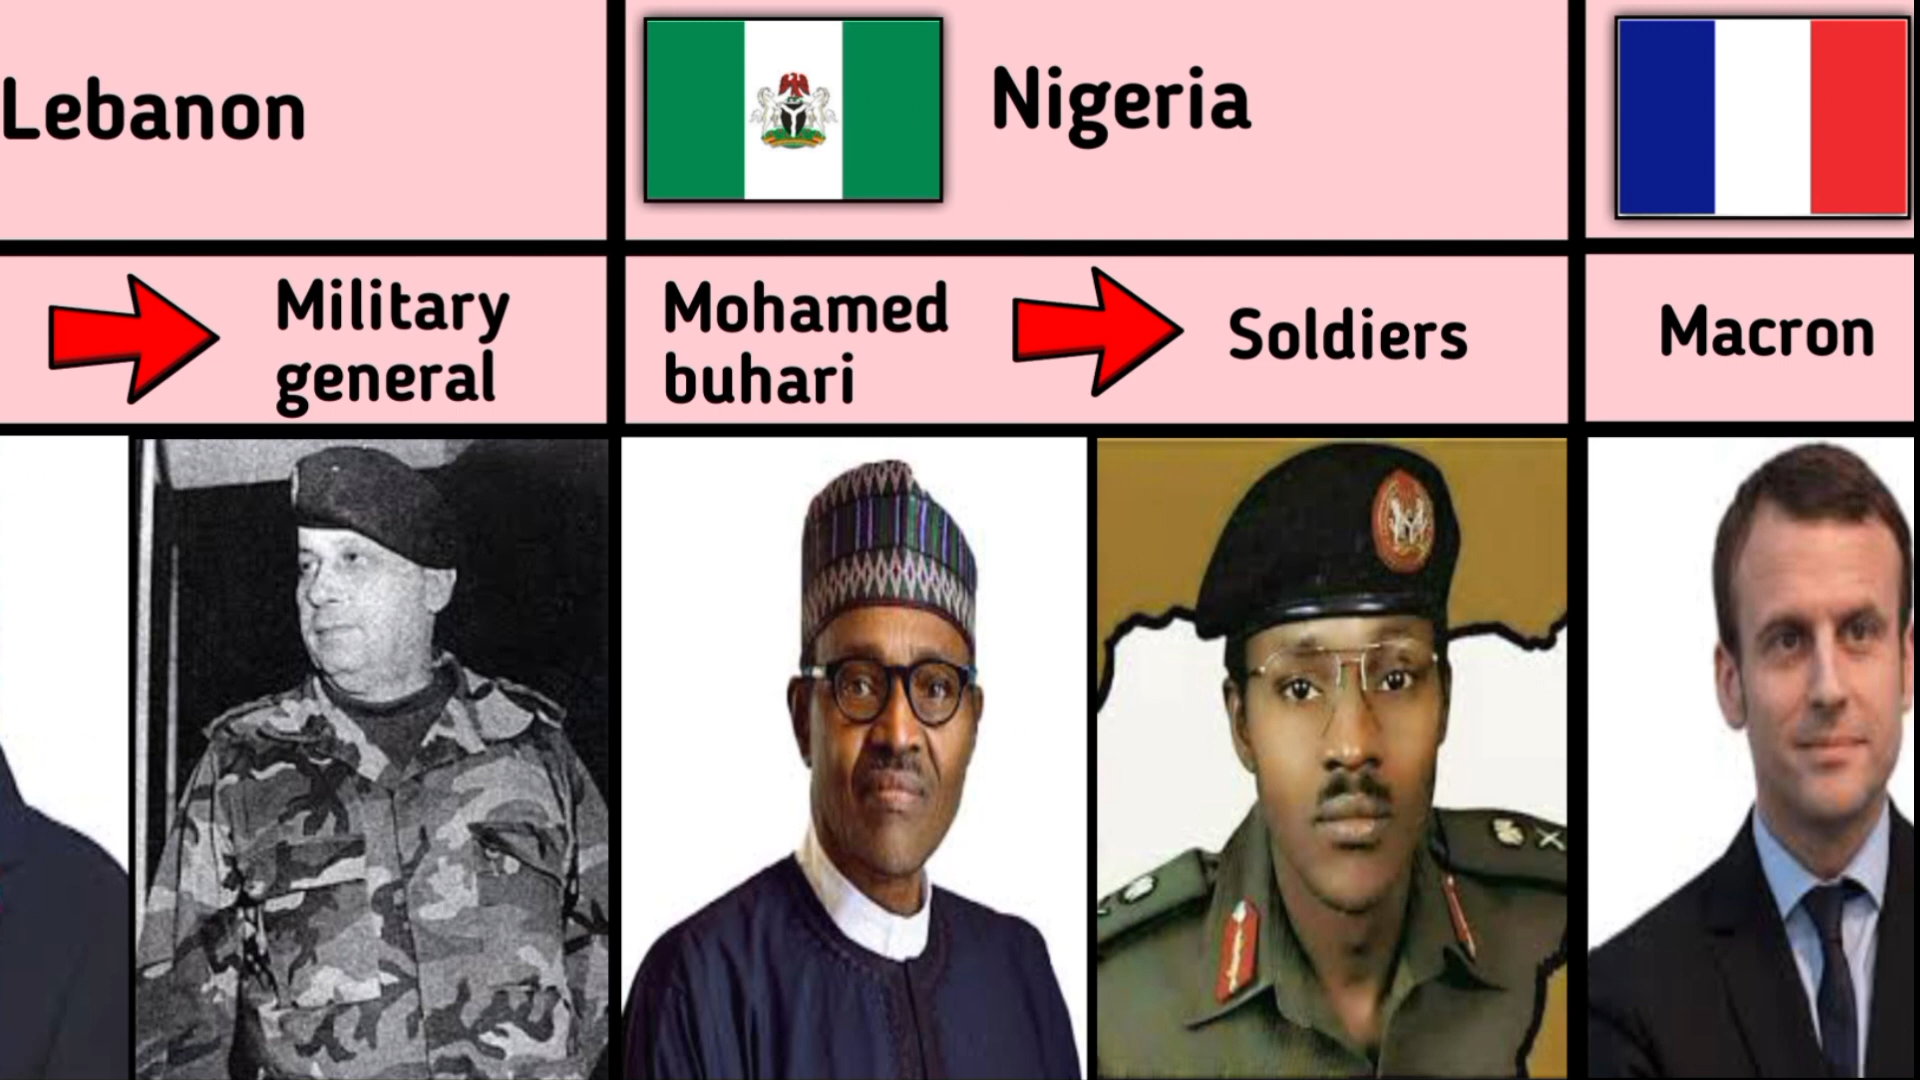 Lebanon
Nigeria
Military
general
Mohamed
buhari
Soldiers
Macron